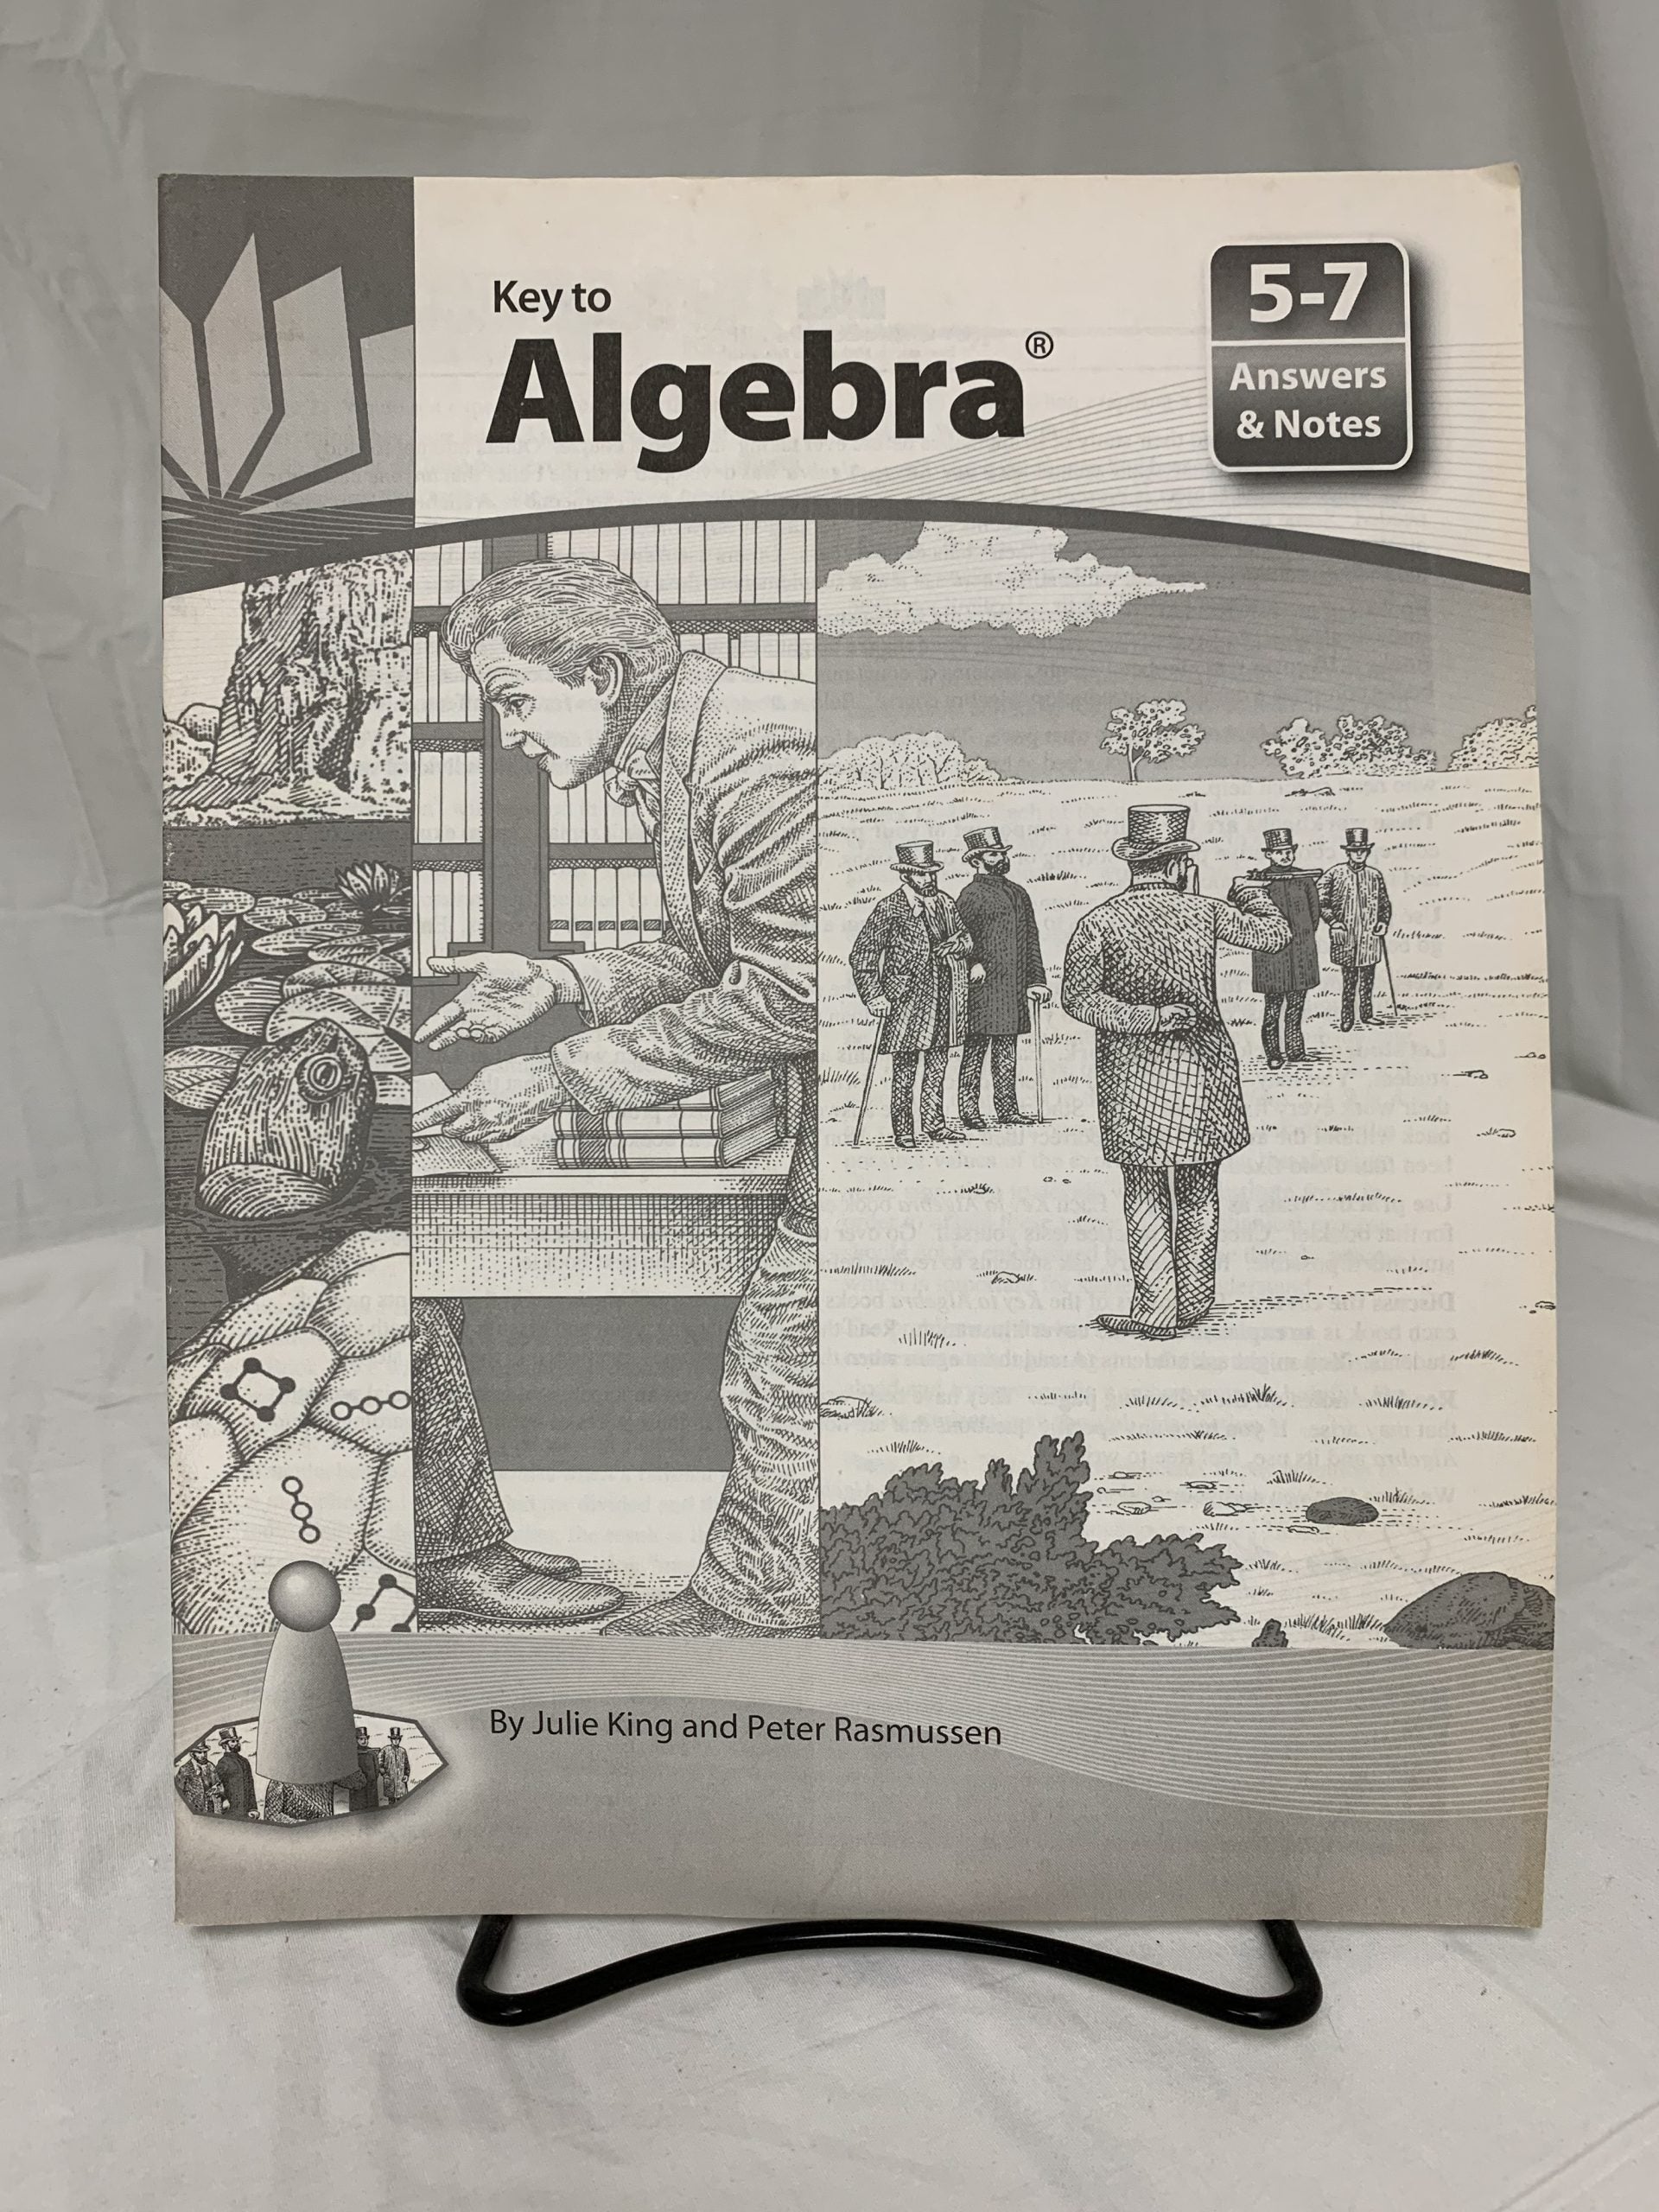 Key to
Algebra®
5-7
Answers
& Notes
By Julie King and Peter Rasmussen